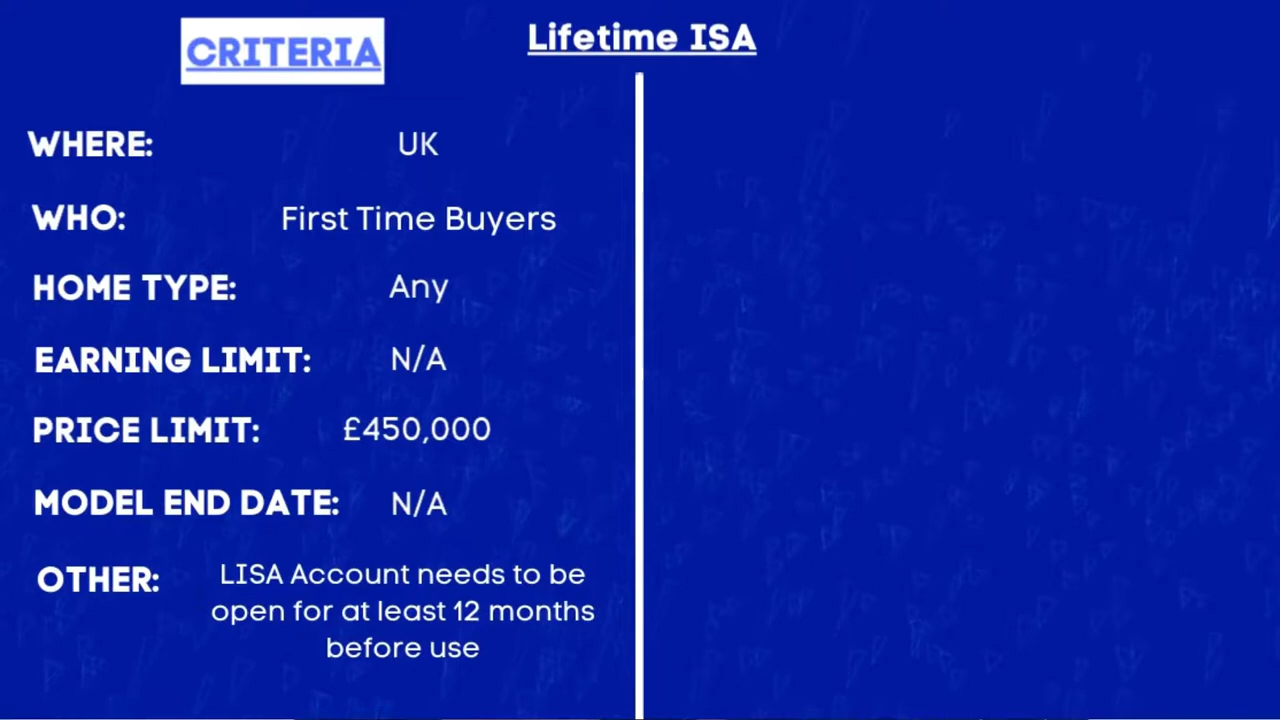 Lifetime ISA
CRITERIA
WHERE: UK
WHO: First Time Buyers
HOME TYPE: Any
EARNING LIMIT: N/A
PRICE LIMIT: £450,000
MODEL END DATE: N/A
OTHER: LISA Account needs to be
open for at least 12 months
before use